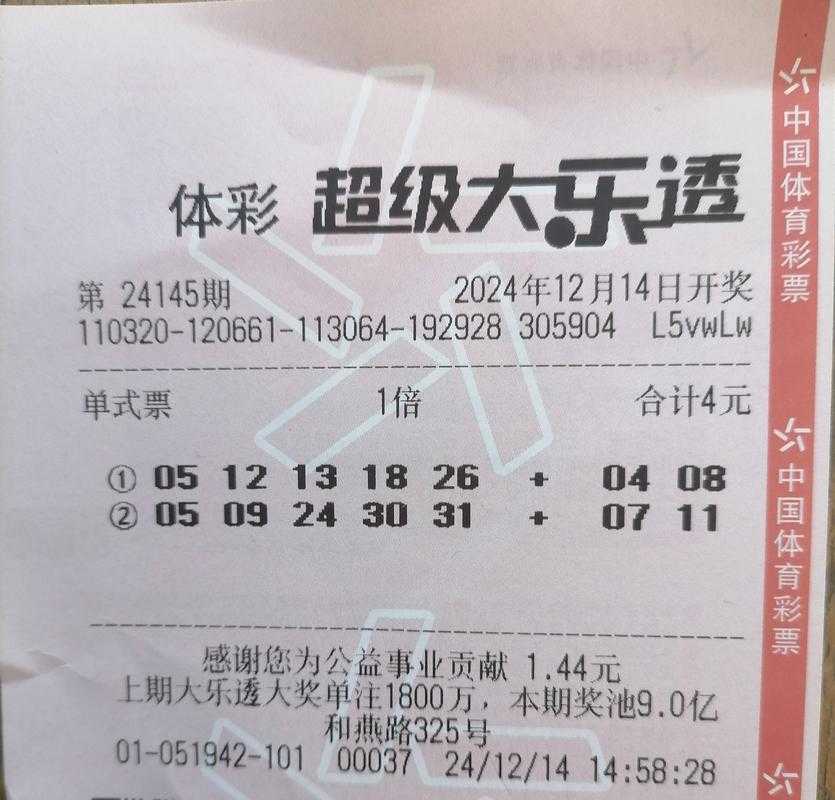 体彩 超级大乐透
第 24145期 2024年12月14日开奖
110320-120661-113064-192928 305904 L5vwLw
单式票 1倍 合计4元
① 05 12 13 18 26 + 04 08
② 05 09 24 30 31 + 07 11
感谢您为公益事业贡献 1.44元
上期大乐透大奖单注1800万，本期奖池9.0亿
和燕路325号
01-051942-101 00037 24/12/14 14:58:28
中国体育彩票
中国体育彩票